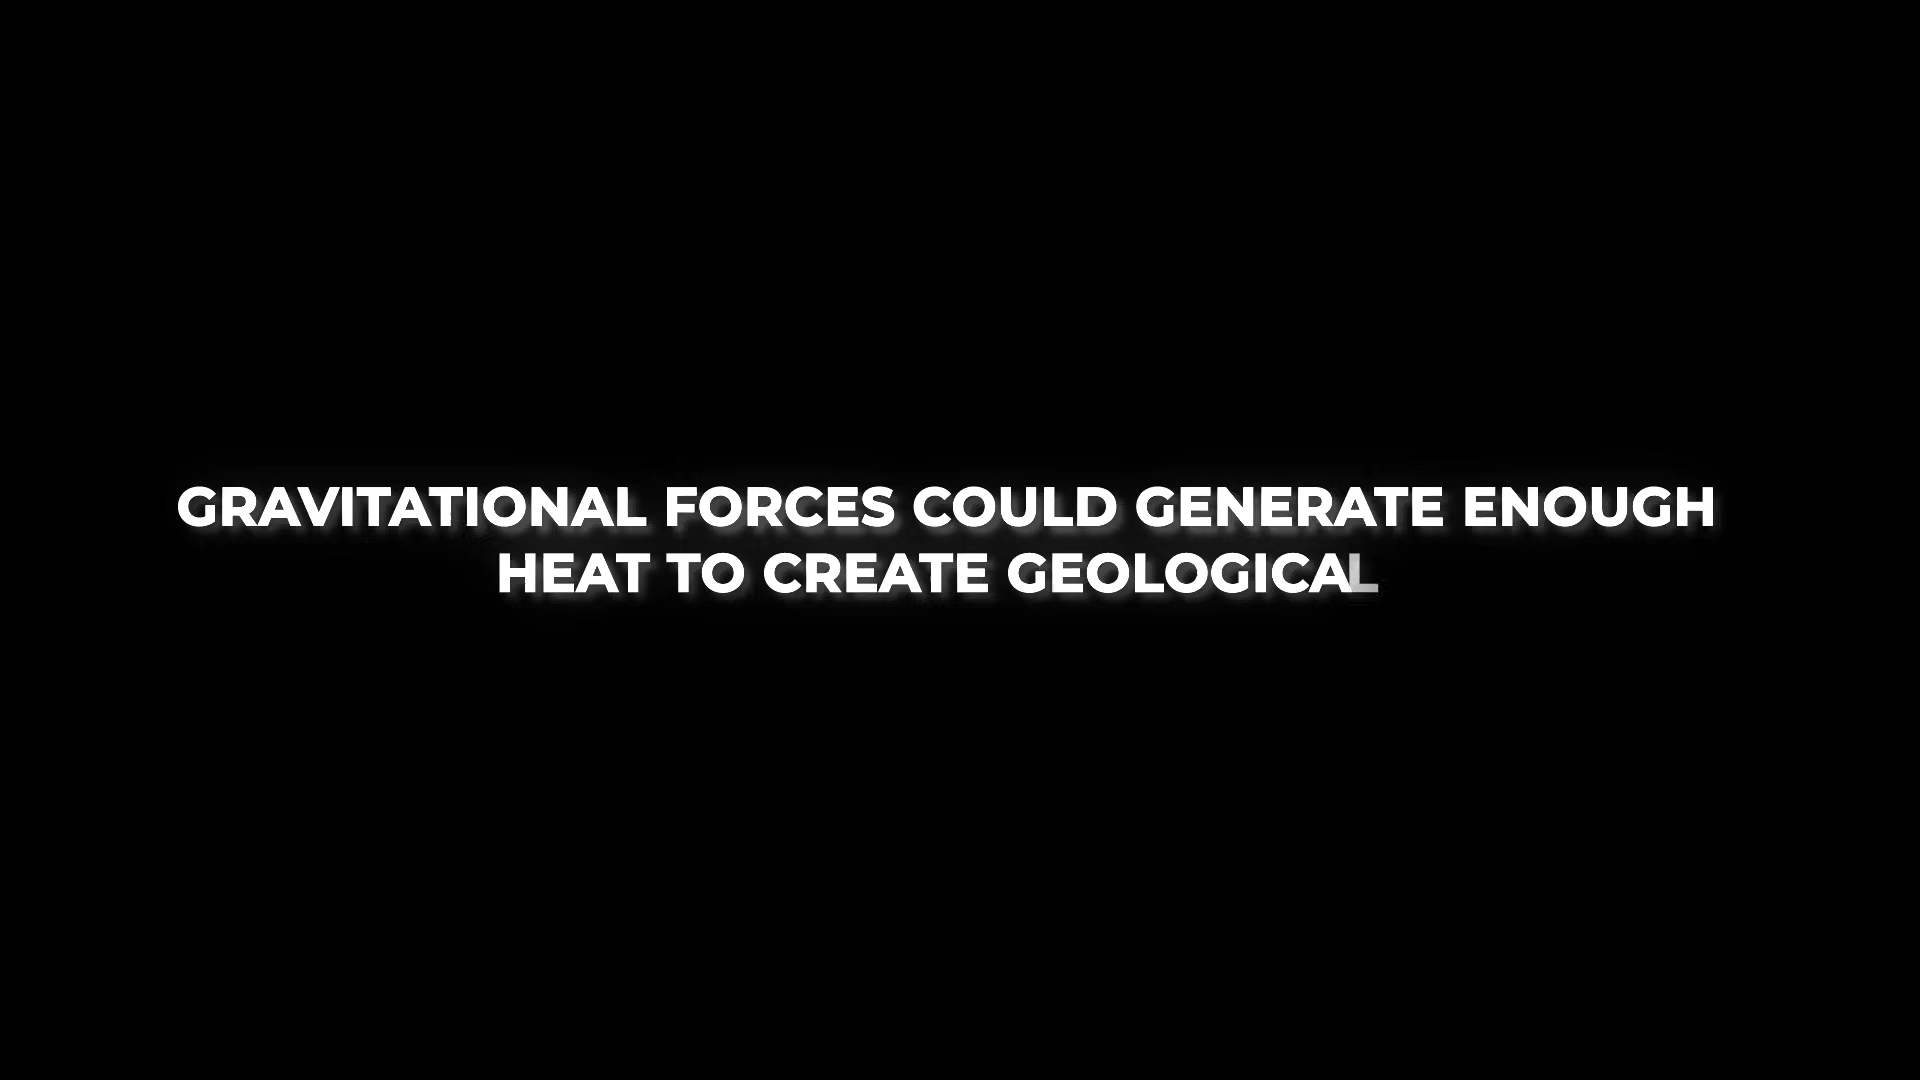 GRAVITATIONAL FORCES COULD GENERATE ENOUGH
HEAT TO CREATE GEOLOGICAL